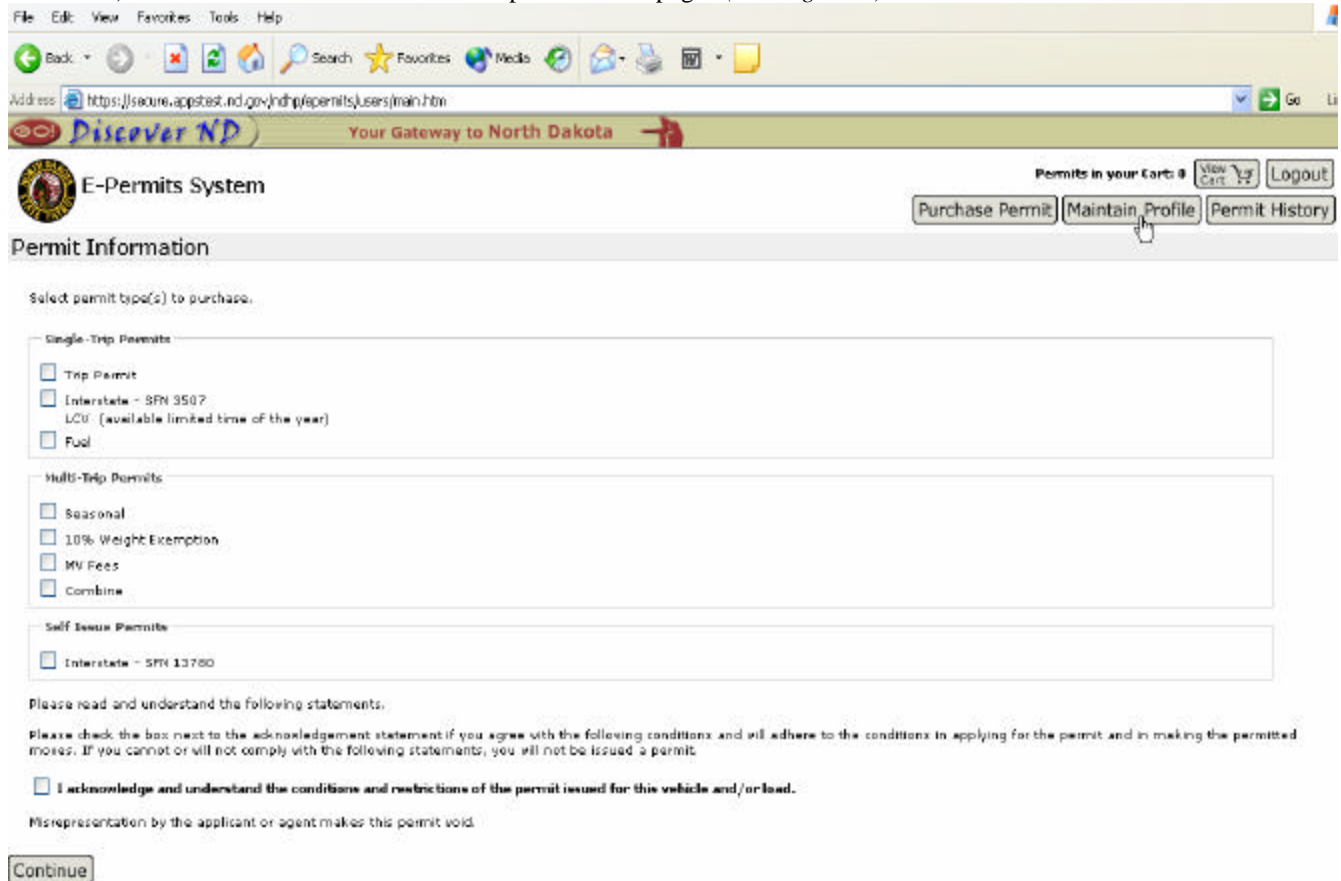 File Edit View Favorites Tools Help
Back Search Favorites Media
Address https://secure.appstest.nd.gov/ndhp/epermits/users/main.htm Go Li
GO! Discover ND Your Gateway to North Dakota
E-Permits System
Permits in your Cart: 0 View Cart Logout
Purchase Permit Maintain Profile Permit History
Permit Information
Select permit type(s) to purchase.
Single-Trip Permits
Trip Permit
Interstate - SFN 3507
LCV (available limited time of the year)
Fuel
Multi-Trip Permits
Seasonal
10% Weight Exemption
MV Fees
Combine
Self Issue Permits
Interstate - SFN 13780
Please read and understand the following statements.
Please check the box next to the acknowledgement statement if you agree with the following conditions and will adhere to the conditions in applying for the permit and in making the permitted
moves. If you cannot or will not comply with the following statements, you will not be issued a permit.
I acknowledge and understand the conditions and restrictions of the permit issued for this vehicle and/or load.
Misrepresentation by the applicant or agent makes this permit void.
Continue